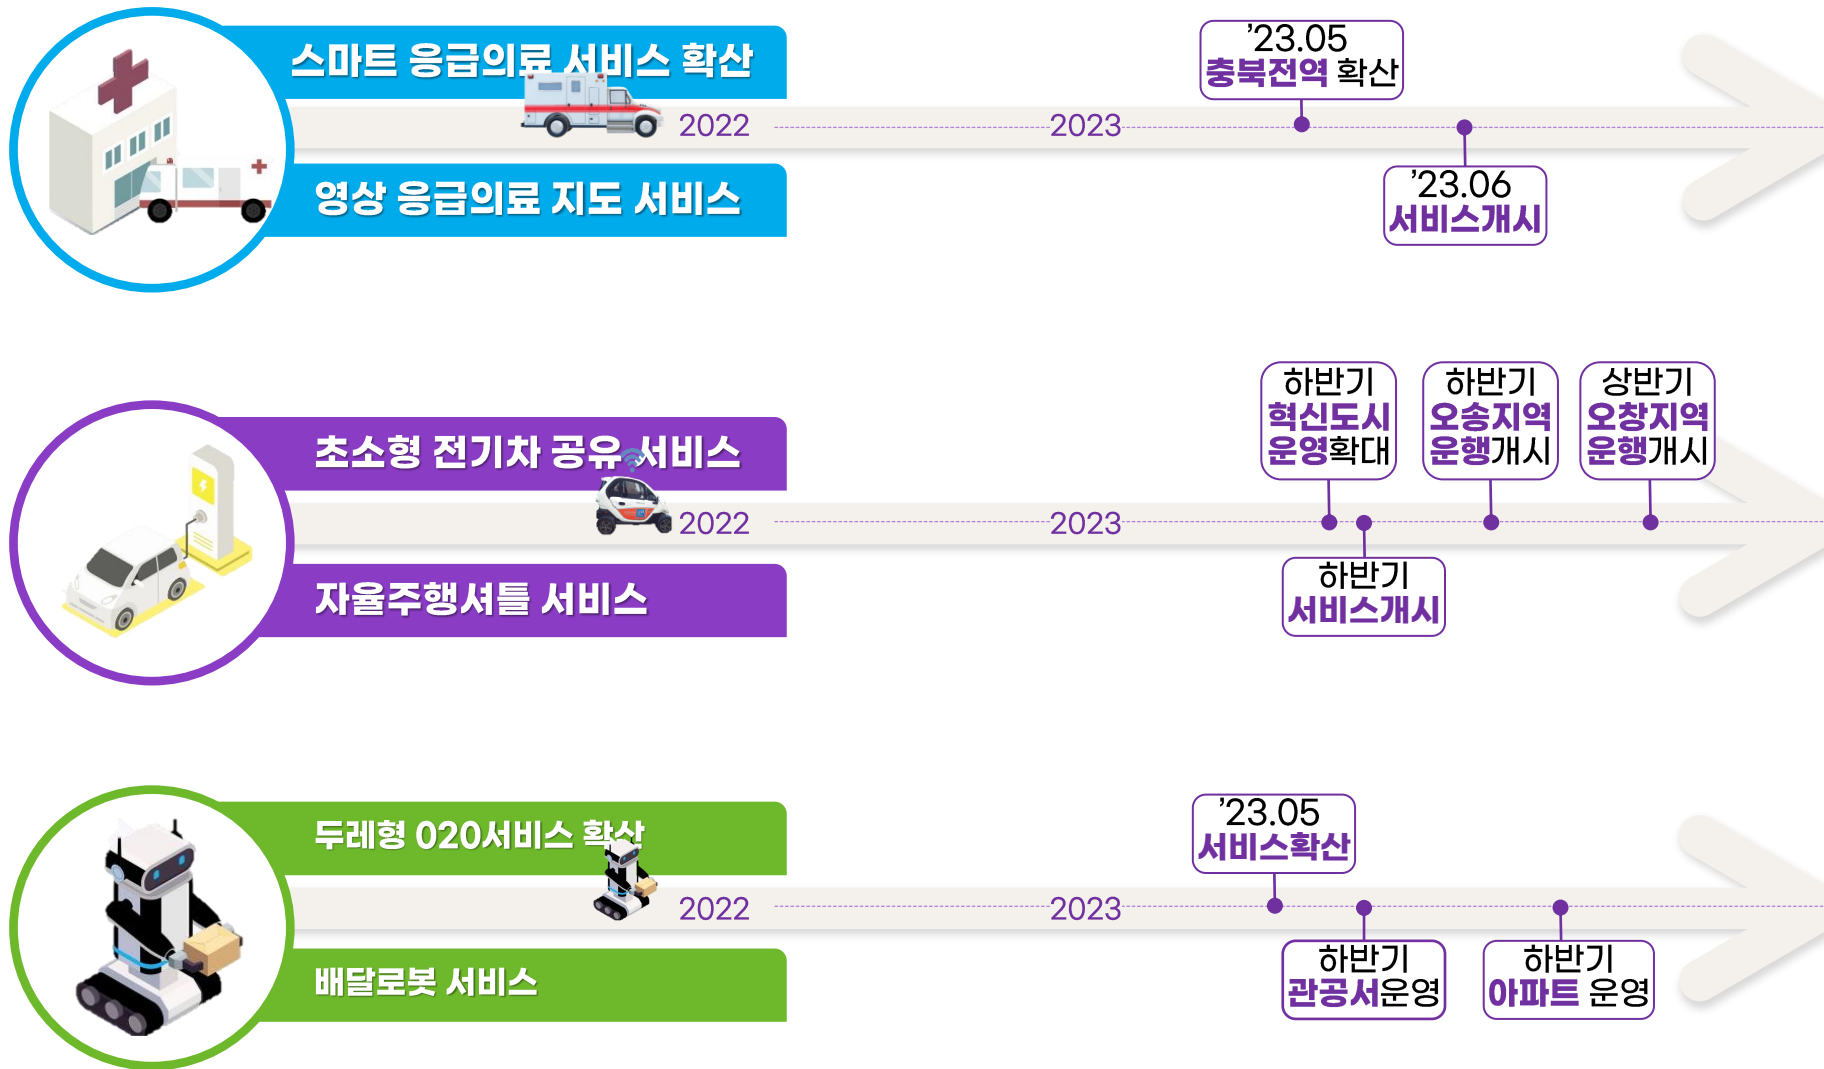 스마트 응급의료 서비스 확산
’23.05
충북전역 확산
2022
2023
영상 응급의료 지도 서비스
’23.06
서비스개시
하반기
혁신도시
운영확대
하반기
오송지역
운행개시
상반기
오창지역
운행개시
초소형 전기차 공유 서비스
2022
2023
자율주행셔틀 서비스
하반기
서비스개시
’23.05
서비스확산
두레형 O2O서비스 확산
2022
2023
배달로봇 서비스
하반기
관공서운영
하반기
아파트 운영